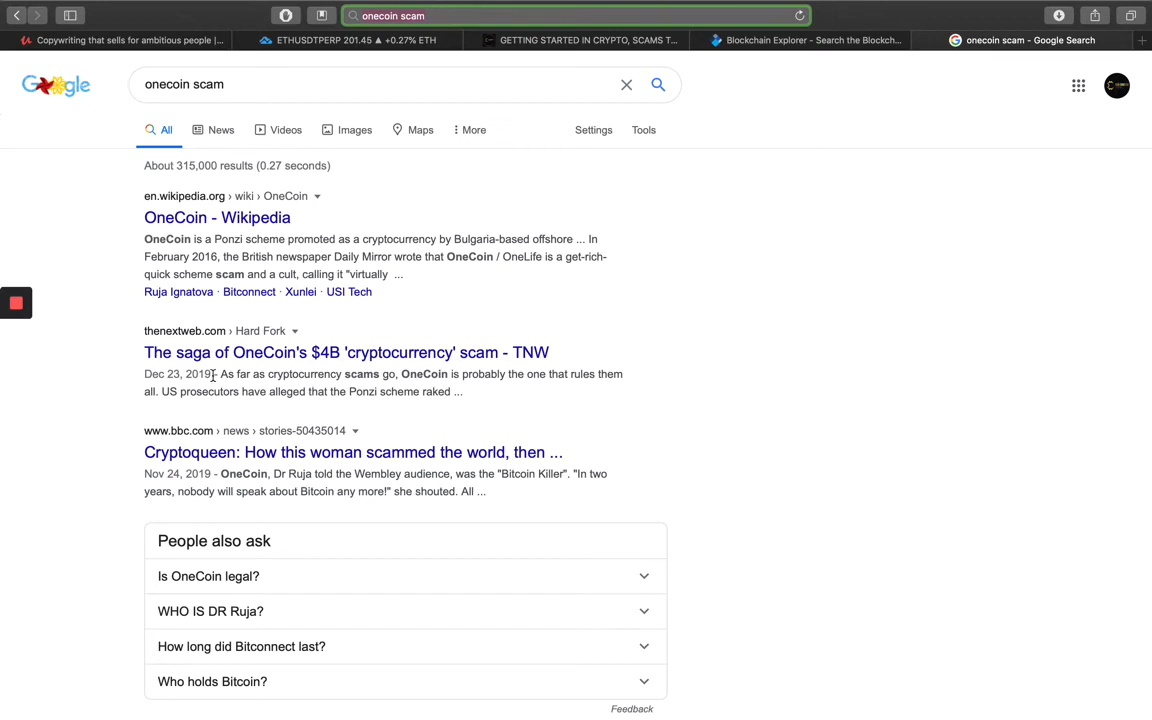 onecoin scam
Copywriting that sells for ambitious people |...
ETHUSDTPERP 201.45 ▲ +0.27% ETH
GETTING STARTED IN CRYPTO, SCAMS T...
Blockchain Explorer - Search the Blockch...
onecoin scam - Google Search
Google
onecoin scam
All
News
Videos
Images
Maps
More
Settings
Tools
About 315,000 results (0.27 seconds)
en.wikipedia.org › wiki › OneCoin
OneCoin - Wikipedia
OneCoin is a Ponzi scheme promoted as a cryptocurrency by Bulgaria-based offshore ... In
February 2016, the British newspaper Daily Mirror wrote that OneCoin / OneLife is a get-rich-
quick scheme scam and a cult, calling it "virtually ...
Ruja Ignatova · Bitconnect · Xunlei · USI Tech
thenextweb.com › Hard Fork
The saga of OneCoin's $4B 'cryptocurrency' scam - TNW
Dec 23, 2019 - As far as cryptocurrency scams go, OneCoin is probably the one that rules them
all. US prosecutors have alleged that the Ponzi scheme raked ...
www.bbc.com › news › stories-50435014
Cryptoqueen: How this woman scammed the world, then ...
Nov 24, 2019 - OneCoin, Dr Ruja told the Wembley audience, was the "Bitcoin Killer". "In two
years, nobody will speak about Bitcoin any more!" she shouted. All ...
People also ask
Is OneCoin legal?
WHO IS DR Ruja?
How long did Bitconnect last?
Who holds Bitcoin?
Feedback